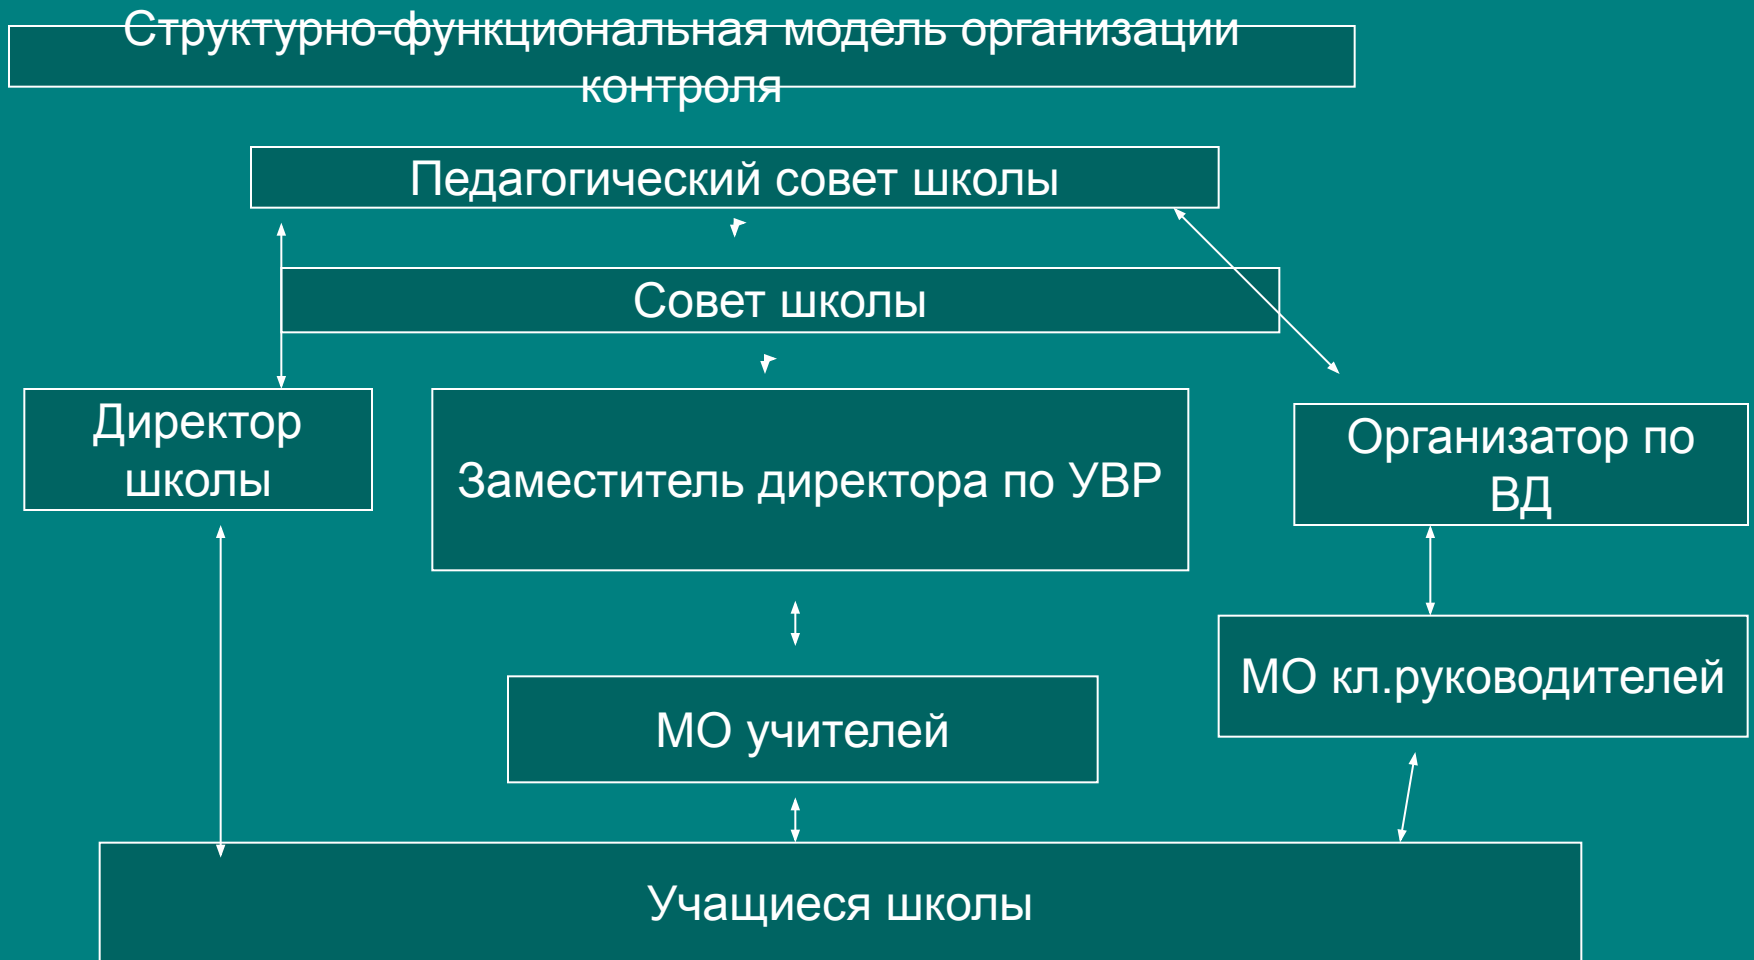 Структурно-функциональная модель организации
контроля
Педагогический совет школы
Совет школы
Директор
школы
Заместитель директора по УВР
Организатор по
ВД
МО кл.руководителей
МО учителей
Учащиеся школы